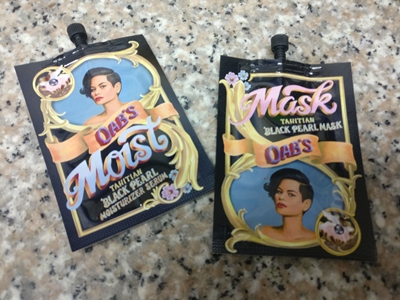 OAB'S
Moist
TAHITIAN
BLACK PEARL
MOISTURIZER SERUM
Mask
TAHITIAN
BLACK PEARL MASK
OAB'S